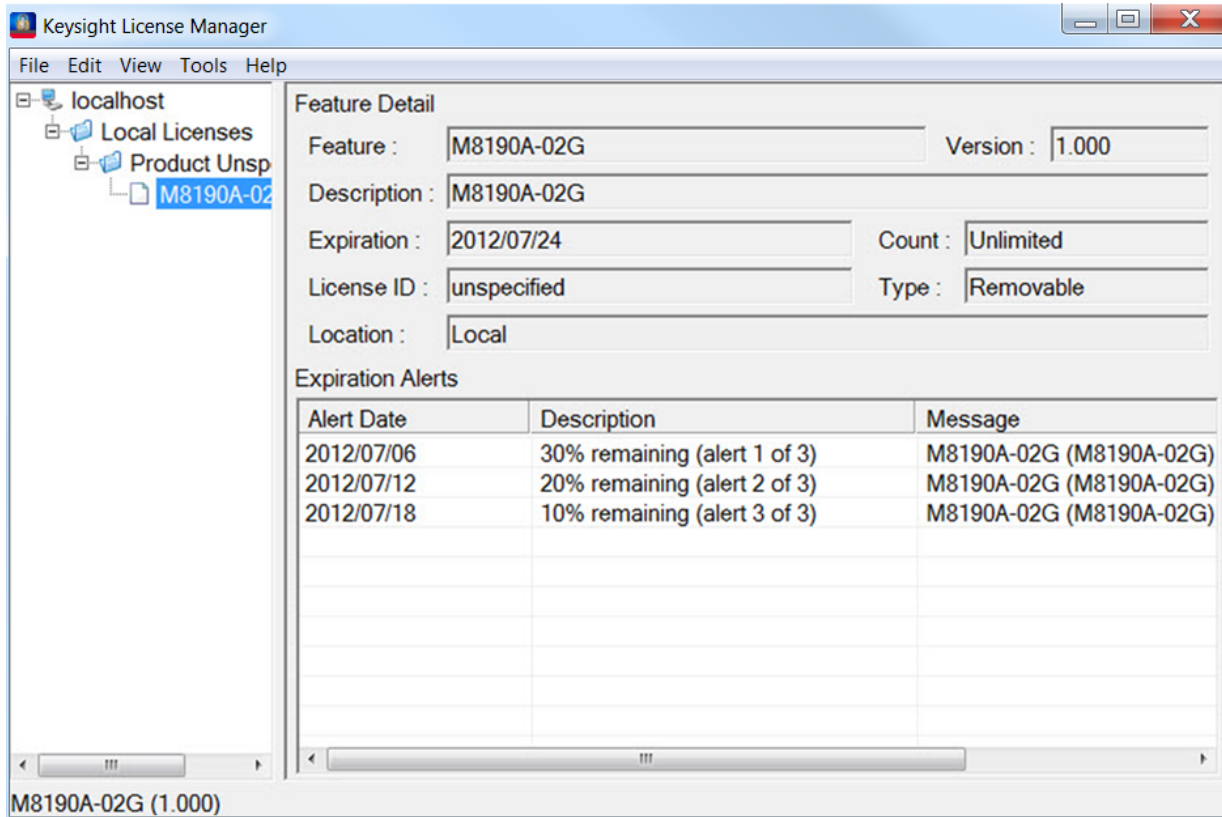 Keysight License Manager
File Edit View Tools Help
localhost
Local Licenses
Product Unsp
M8190A-02
Feature Detail
Feature : M8190A-02G Version : 1.000
Description : M8190A-02G
Expiration : 2012/07/24 Count : Unlimited
License ID : unspecified Type : Removable
Location : Local
Expiration Alerts
Alert Date Description Message
2012/07/06 30% remaining (alert 1 of 3) M8190A-02G (M8190A-02G)
2012/07/12 20% remaining (alert 2 of 3) M8190A-02G (M8190A-02G)
2012/07/18 10% remaining (alert 3 of 3) M8190A-02G (M8190A-02G)
M8190A-02G (1.000)